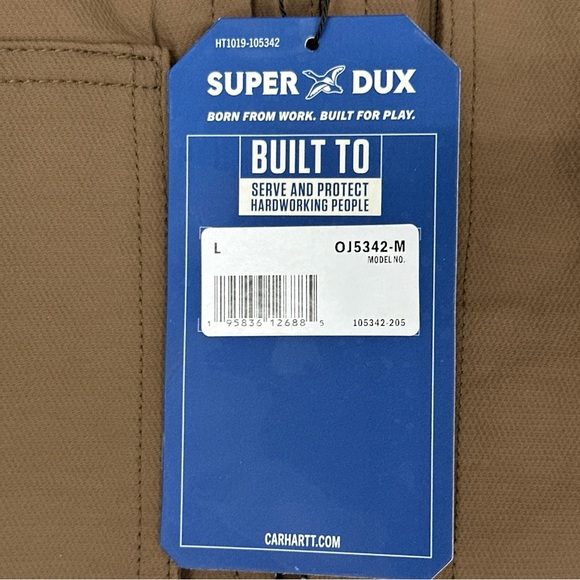 HT1019-105342
SUPER DUX
BORN FROM WORK. BUILT FOR PLAY.
BUILT TO
SERVE AND PROTECT
HARDWORKING PEOPLE
L OJ5342-M
MODEL NO.
1 95836 12688 5 105342-205
CARHARTT.COM